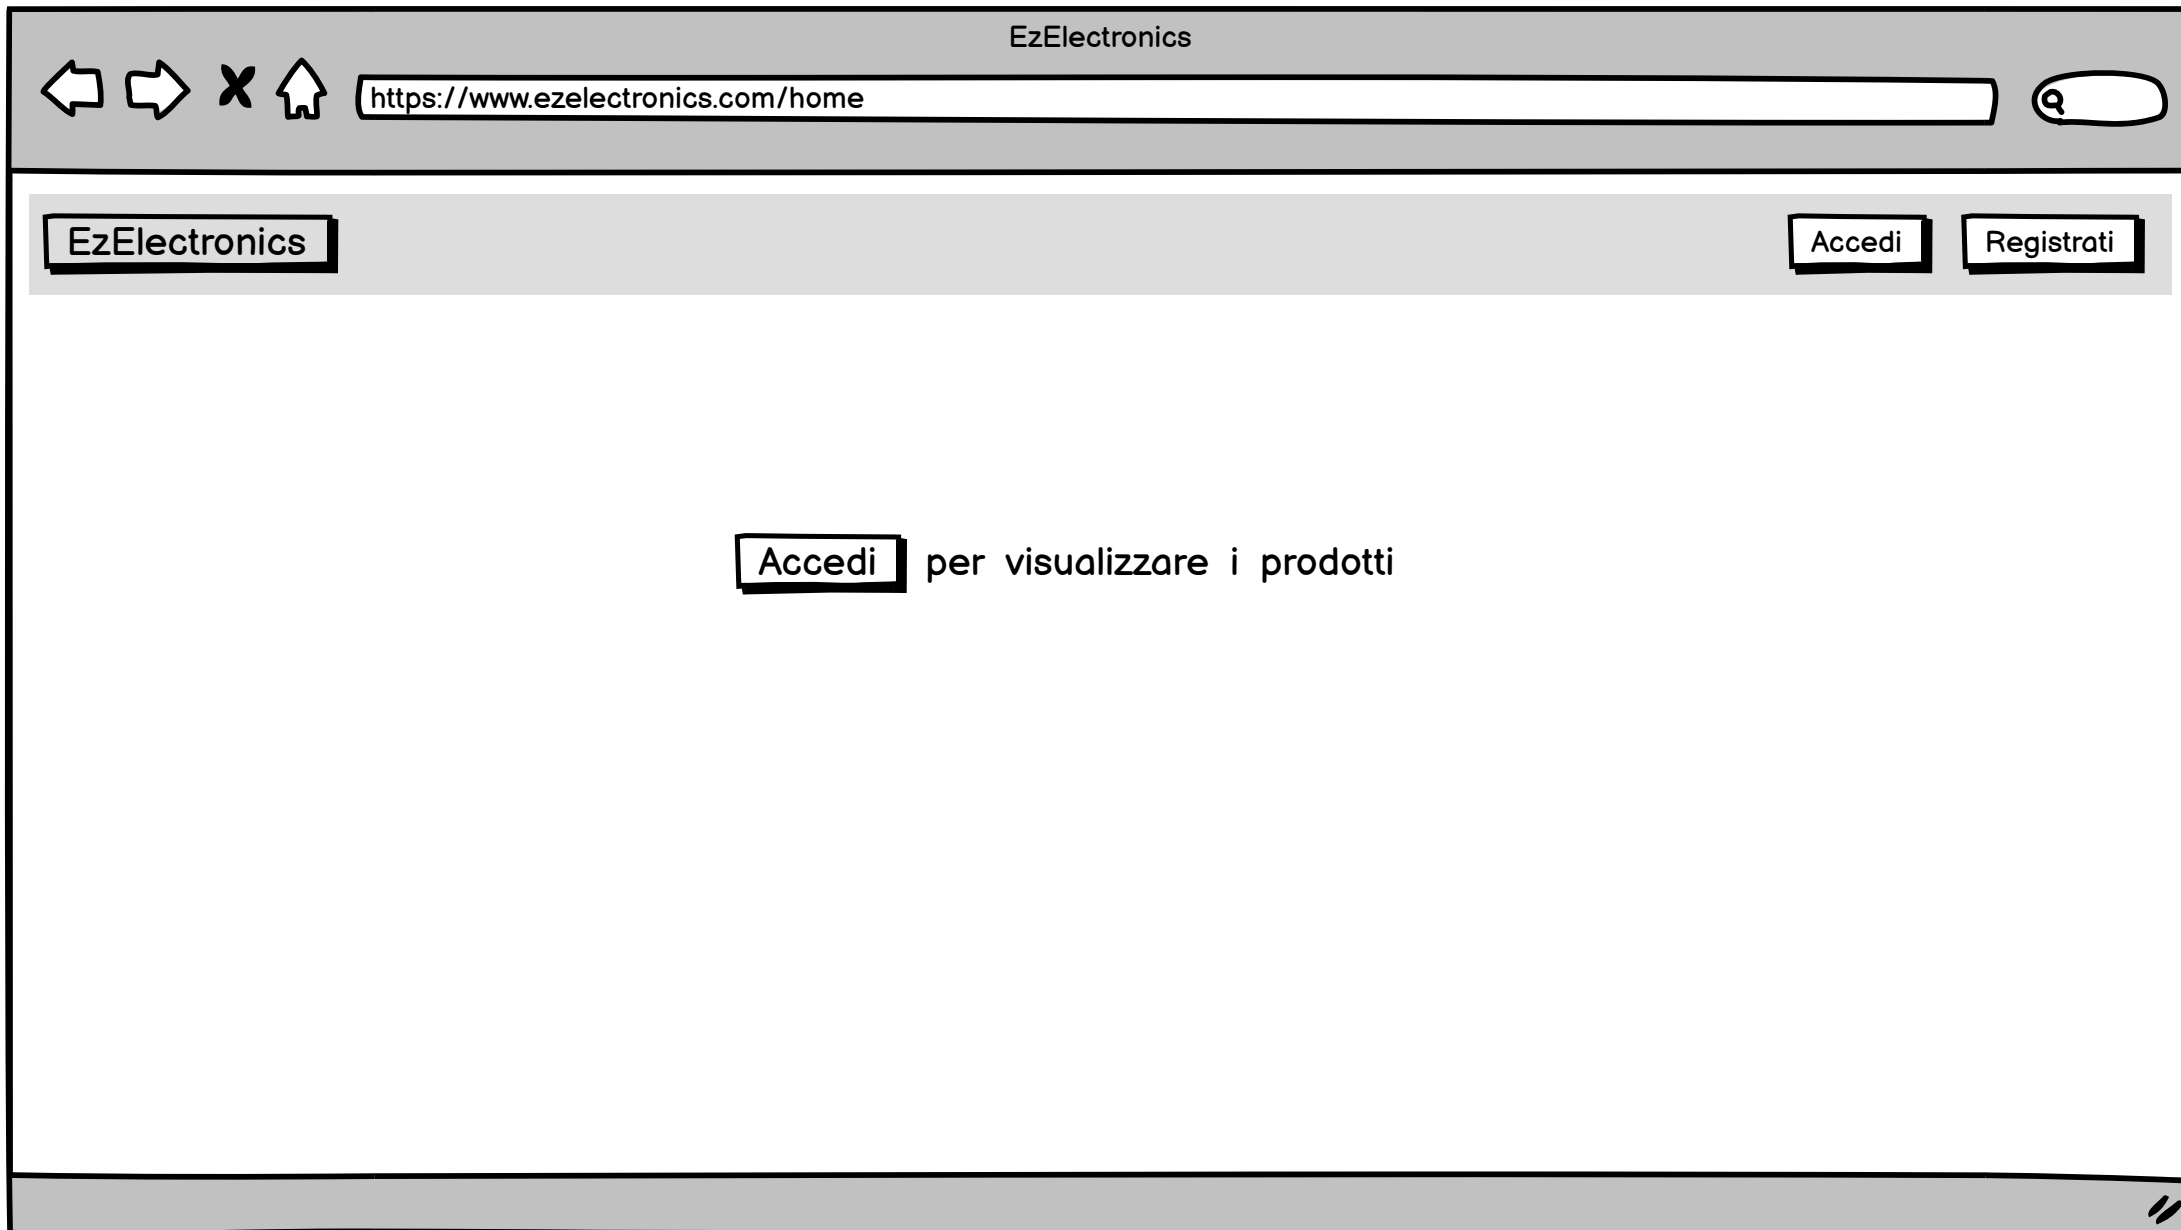 EzElectronics
https://www.ezelectronics.com/home
EzElectronics
Accedi
Registrati
Accedi per visualizzare i prodotti